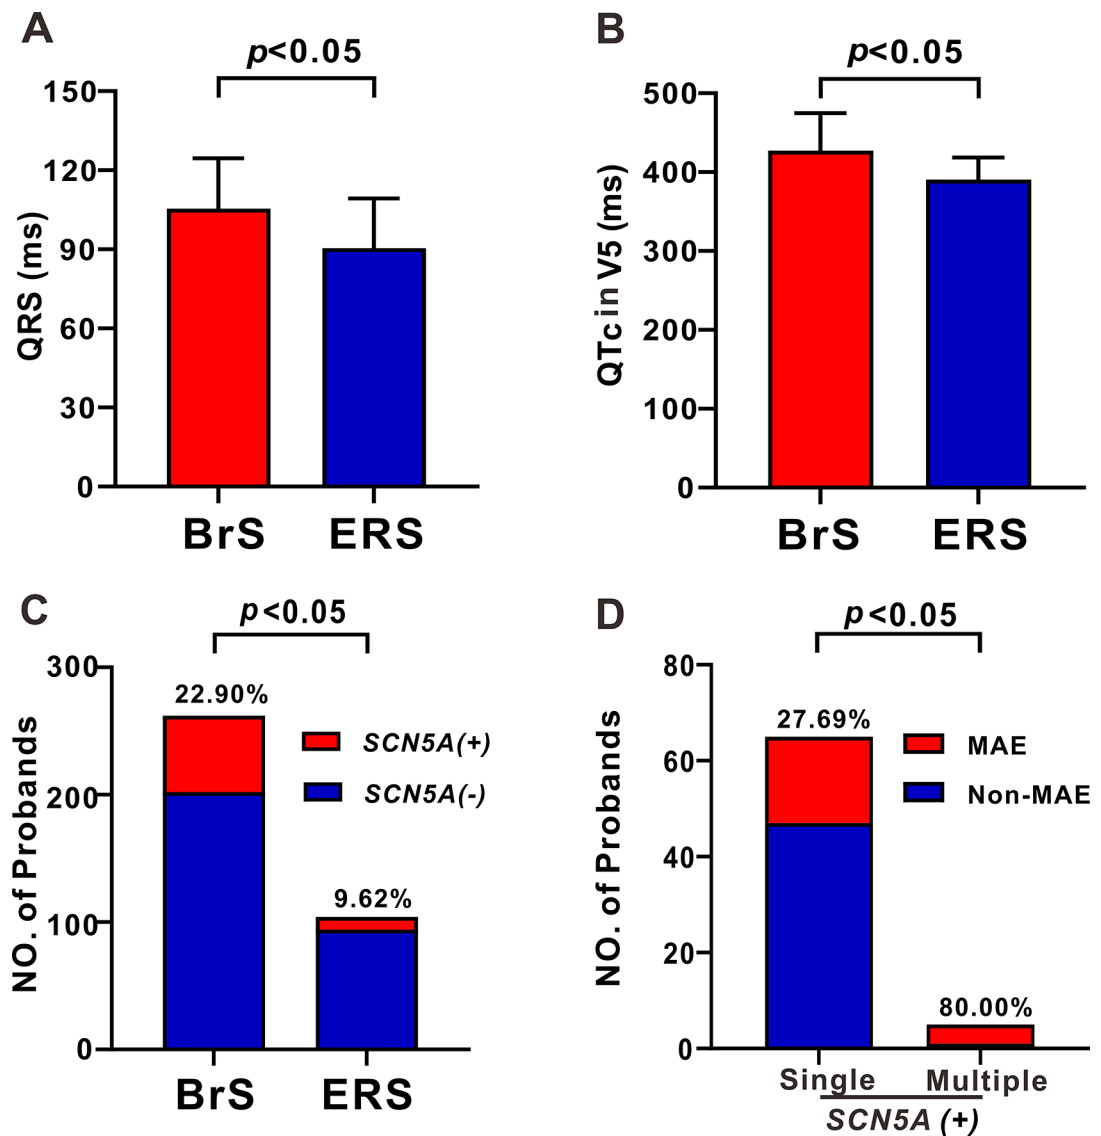 A
p<0.05
QRS (ms)
150
120
90
60
30
0
BrS ERS
B
p<0.05
QTc in V5 (ms)
500
400
300
200
100
0
BrS ERS
C
p<0.05
NO. of Probands
300
200
100
0
22.90%
9.62%
SCN5A(+)
SCN5A(-)
BrS ERS
D
p<0.05
NO. of Probands
80
60
40
20
0
27.69%
80.00%
MAE
Non-MAE
Single Multiple
SCN5A (+)